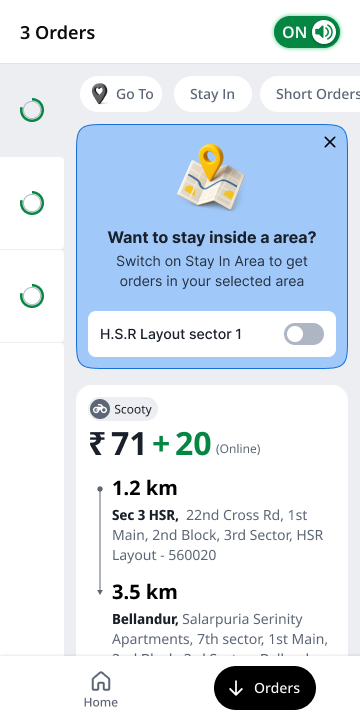 3 Orders
ON
Go To
Stay In
Short Orders
Want to stay inside a area?
Switch on Stay In Area to get
orders in your selected area
H.S.R Layout sector 1
Scooty
₹ 71 + 20 (Online)
1.2 km
Sec 3 HSR, 22nd Cross Rd, 1st
Main, 2nd Block, 3rd Sector, HSR
Layout - 560020
3.5 km
Bellandur, Salarpuria Serinity
Apartments, 7th sector, 1st Main,
Home
Orders